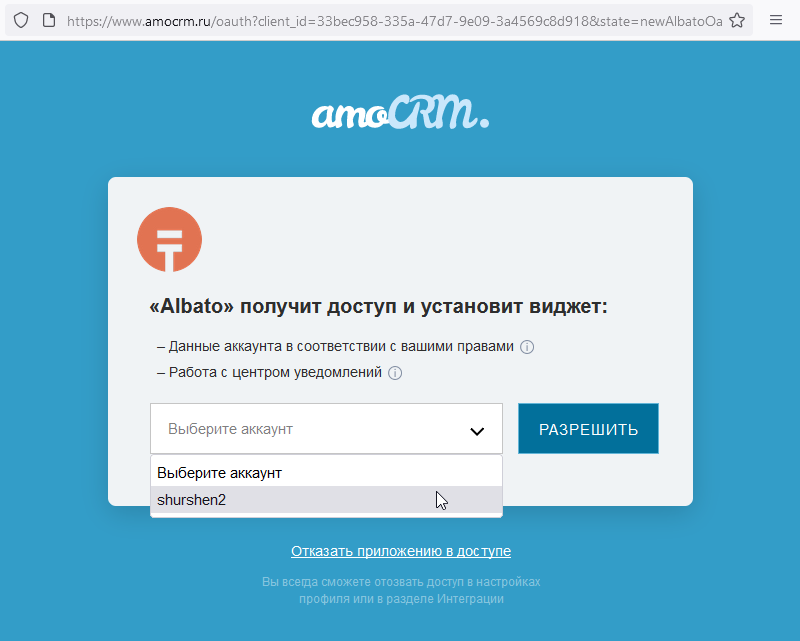 https://www.amocrm.ru/oauth?client_id=33bec958-335a-47d7-9e09-3a4569c8d918&state=newAlbatoOa
amoCRM.
«Albato» получит доступ и установит виджет:
– Данные аккаунта в соответствии с вашими правами
– Работа с центром уведомлений
Выберите аккаунт
РАЗРЕШИТЬ
Выберите аккаунт
shurshen2
Отказать приложению в доступе
Вы всегда сможете отозвать доступ в настройках
профиля или в разделе Интеграции